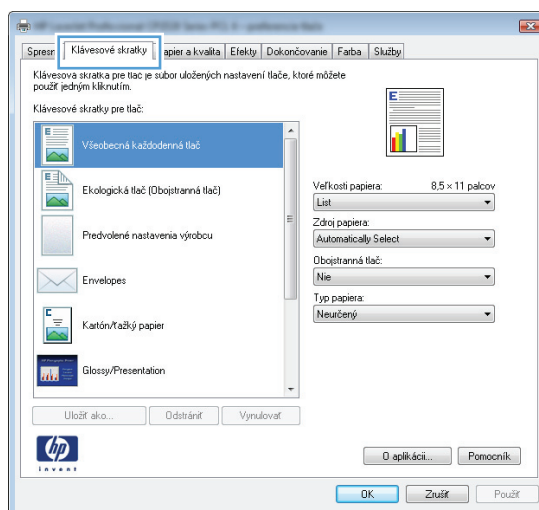 Klávesové skratky
Papier a kvalita
Efekty
Dokončovanie
Farba
Služby
Klávesova skratka pre tlač je súbor uložených nastavení tlače, ktoré môžete
použiť jedným kliknutím.
Klávesové skratky pre tlač:
Všeobecná každodenná tlač
Ekologická tlač (Obojstranná tlač)
Predvolené nastavenia výrobcu
Envelopes
Kartón/ťažký papier
Glossy/Presentation
Uložiť ako...
Odstrániť
Vynulovať
Veľkosti papiera: 8,5 × 11 palcov
List
Zdroj papiera:
Automatically Select
Obojstranná tlač:
Nie
Typ papiera:
Neurčený
hp
invent
O aplikácii...
Pomocník
OK
Zrušiť
Použiť